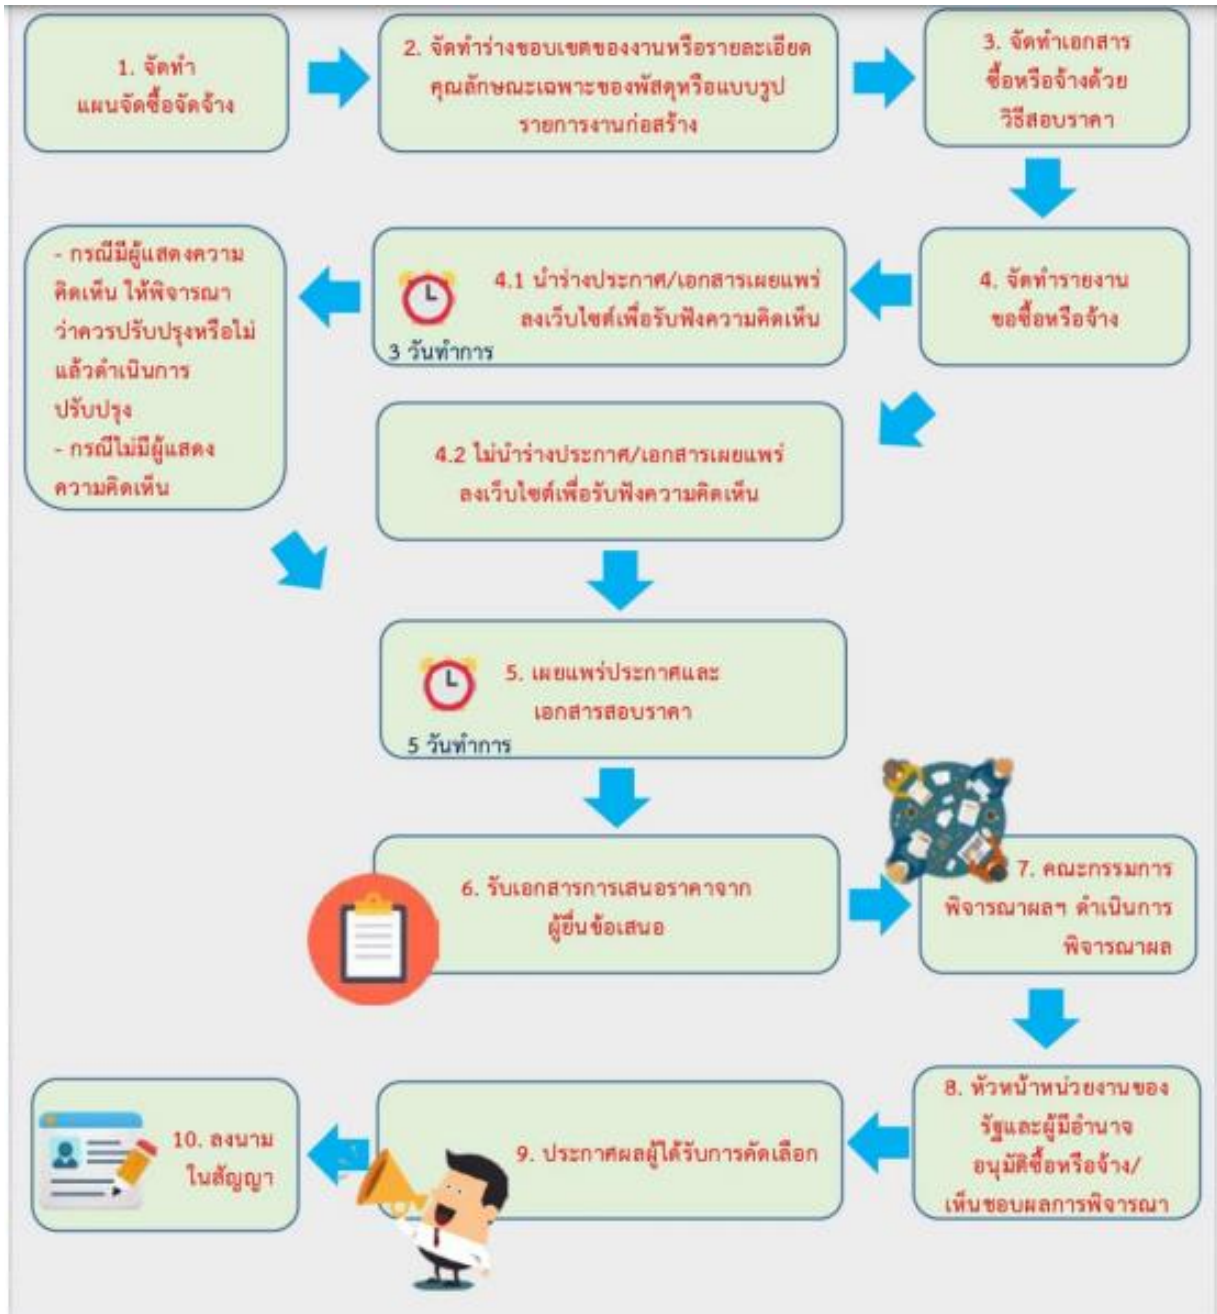 1. จัดทำ
แผนจัดซื้อจัดจ้าง
2. จัดทำร่างขอบเขตของงานหรือรายละเอียด
คุณลักษณะเฉพาะของพัสดุหรือแบบรูป
รายการงานก่อสร้าง
3. จัดทำเอกสาร
ซื้อหรือจ้างด้วย
วิธีสอบราคา
4. จัดทำรายงาน
ขอซื้อหรือจ้าง
4.1 นำร่างประกาศ/เอกสารเผยแพร่
ลงเว็บไซต์เพื่อรับฟังความคิดเห็น
3 วันทำการ
- กรณีมีผู้แสดงความ
คิดเห็น ให้พิจารณา
ว่าควรปรับปรุงหรือไม่
แล้วดำเนินการ
ปรับปรุง
- กรณีไม่มีผู้แสดง
ความคิดเห็น
4.2 ไม่นำร่างประกาศ/เอกสารเผยแพร่
ลงเว็บไซต์เพื่อรับฟังความคิดเห็น
5. เผยแพร่ประกาศและ
เอกสารสอบราคา
5 วันทำการ
6. รับเอกสารการเสนอราคาจาก
ผู้ยื่นข้อเสนอ
7. คณะกรรมการ
พิจารณาผลฯ ดำเนินการ
พิจารณาผล
8. หัวหน้าหน่วยงานของ
รัฐและผู้มีอำนาจ
อนุมัติซื้อหรือจ้าง/
เห็นชอบผลการพิจารณา
9. ประกาศผลผู้ได้รับการคัดเลือก
10. ลงนาม
ในสัญญา